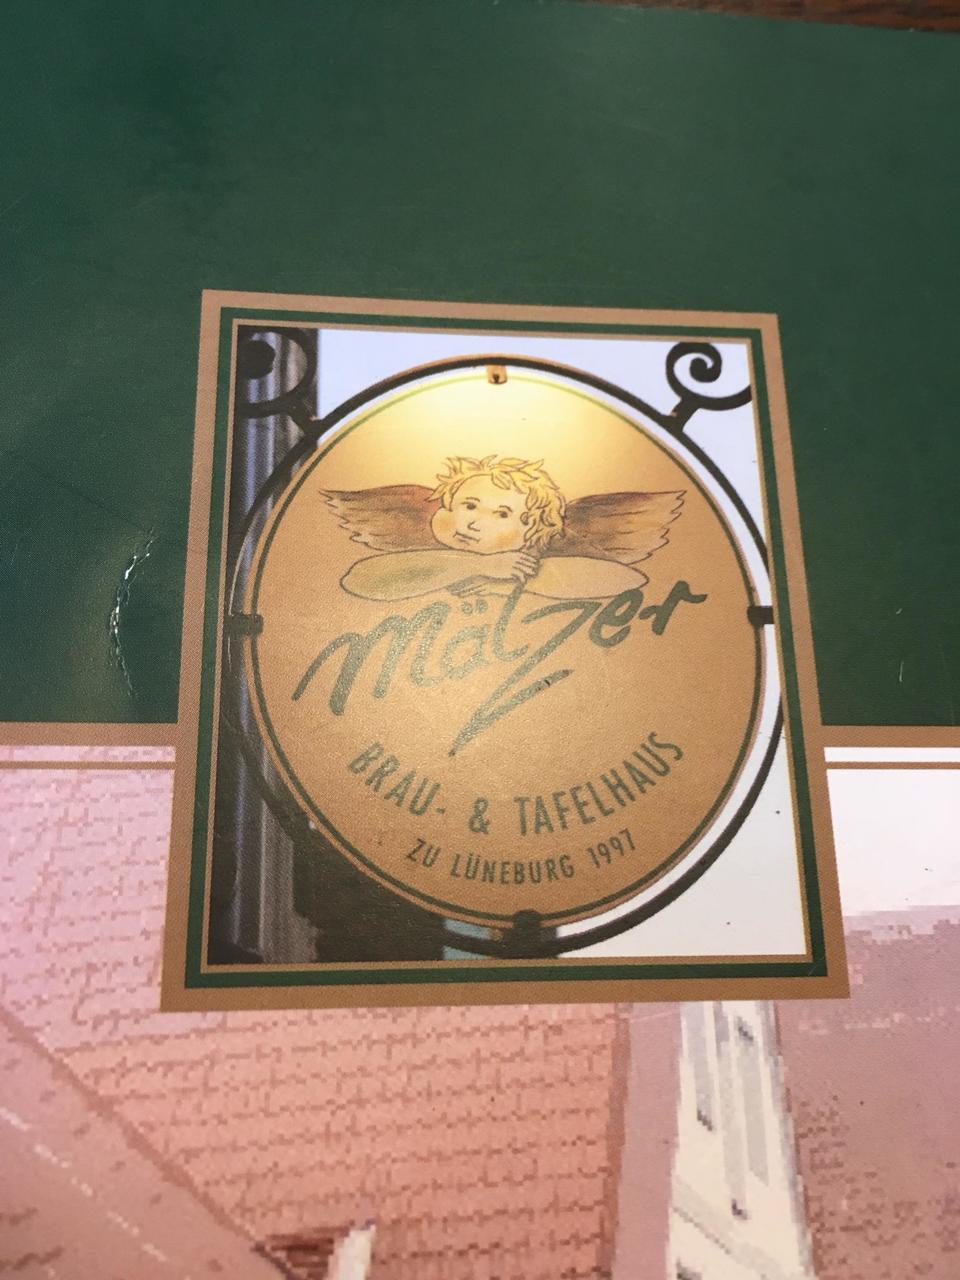 Mälzer
BRAU- & TAFELHAUS
ZU LÜNEBURG 1997